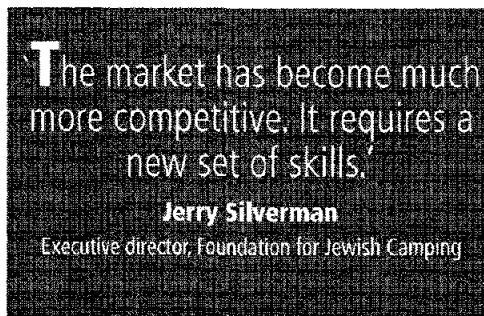 'The market has become much
more competitive. It requires a
new set of skills.'
Jerry Silverman
Executive director, Foundation for Jewish Camping